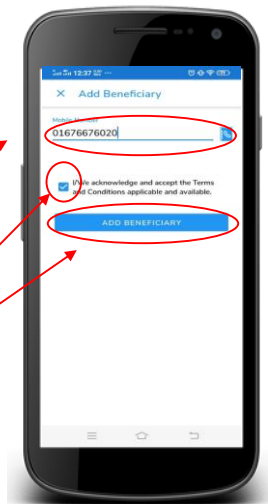 12:37
Add Beneficiary
Mobile Number
01676676020
I/We acknowledge and accept the Terms
and Conditions applicable and available.
ADD BENEFICIARY